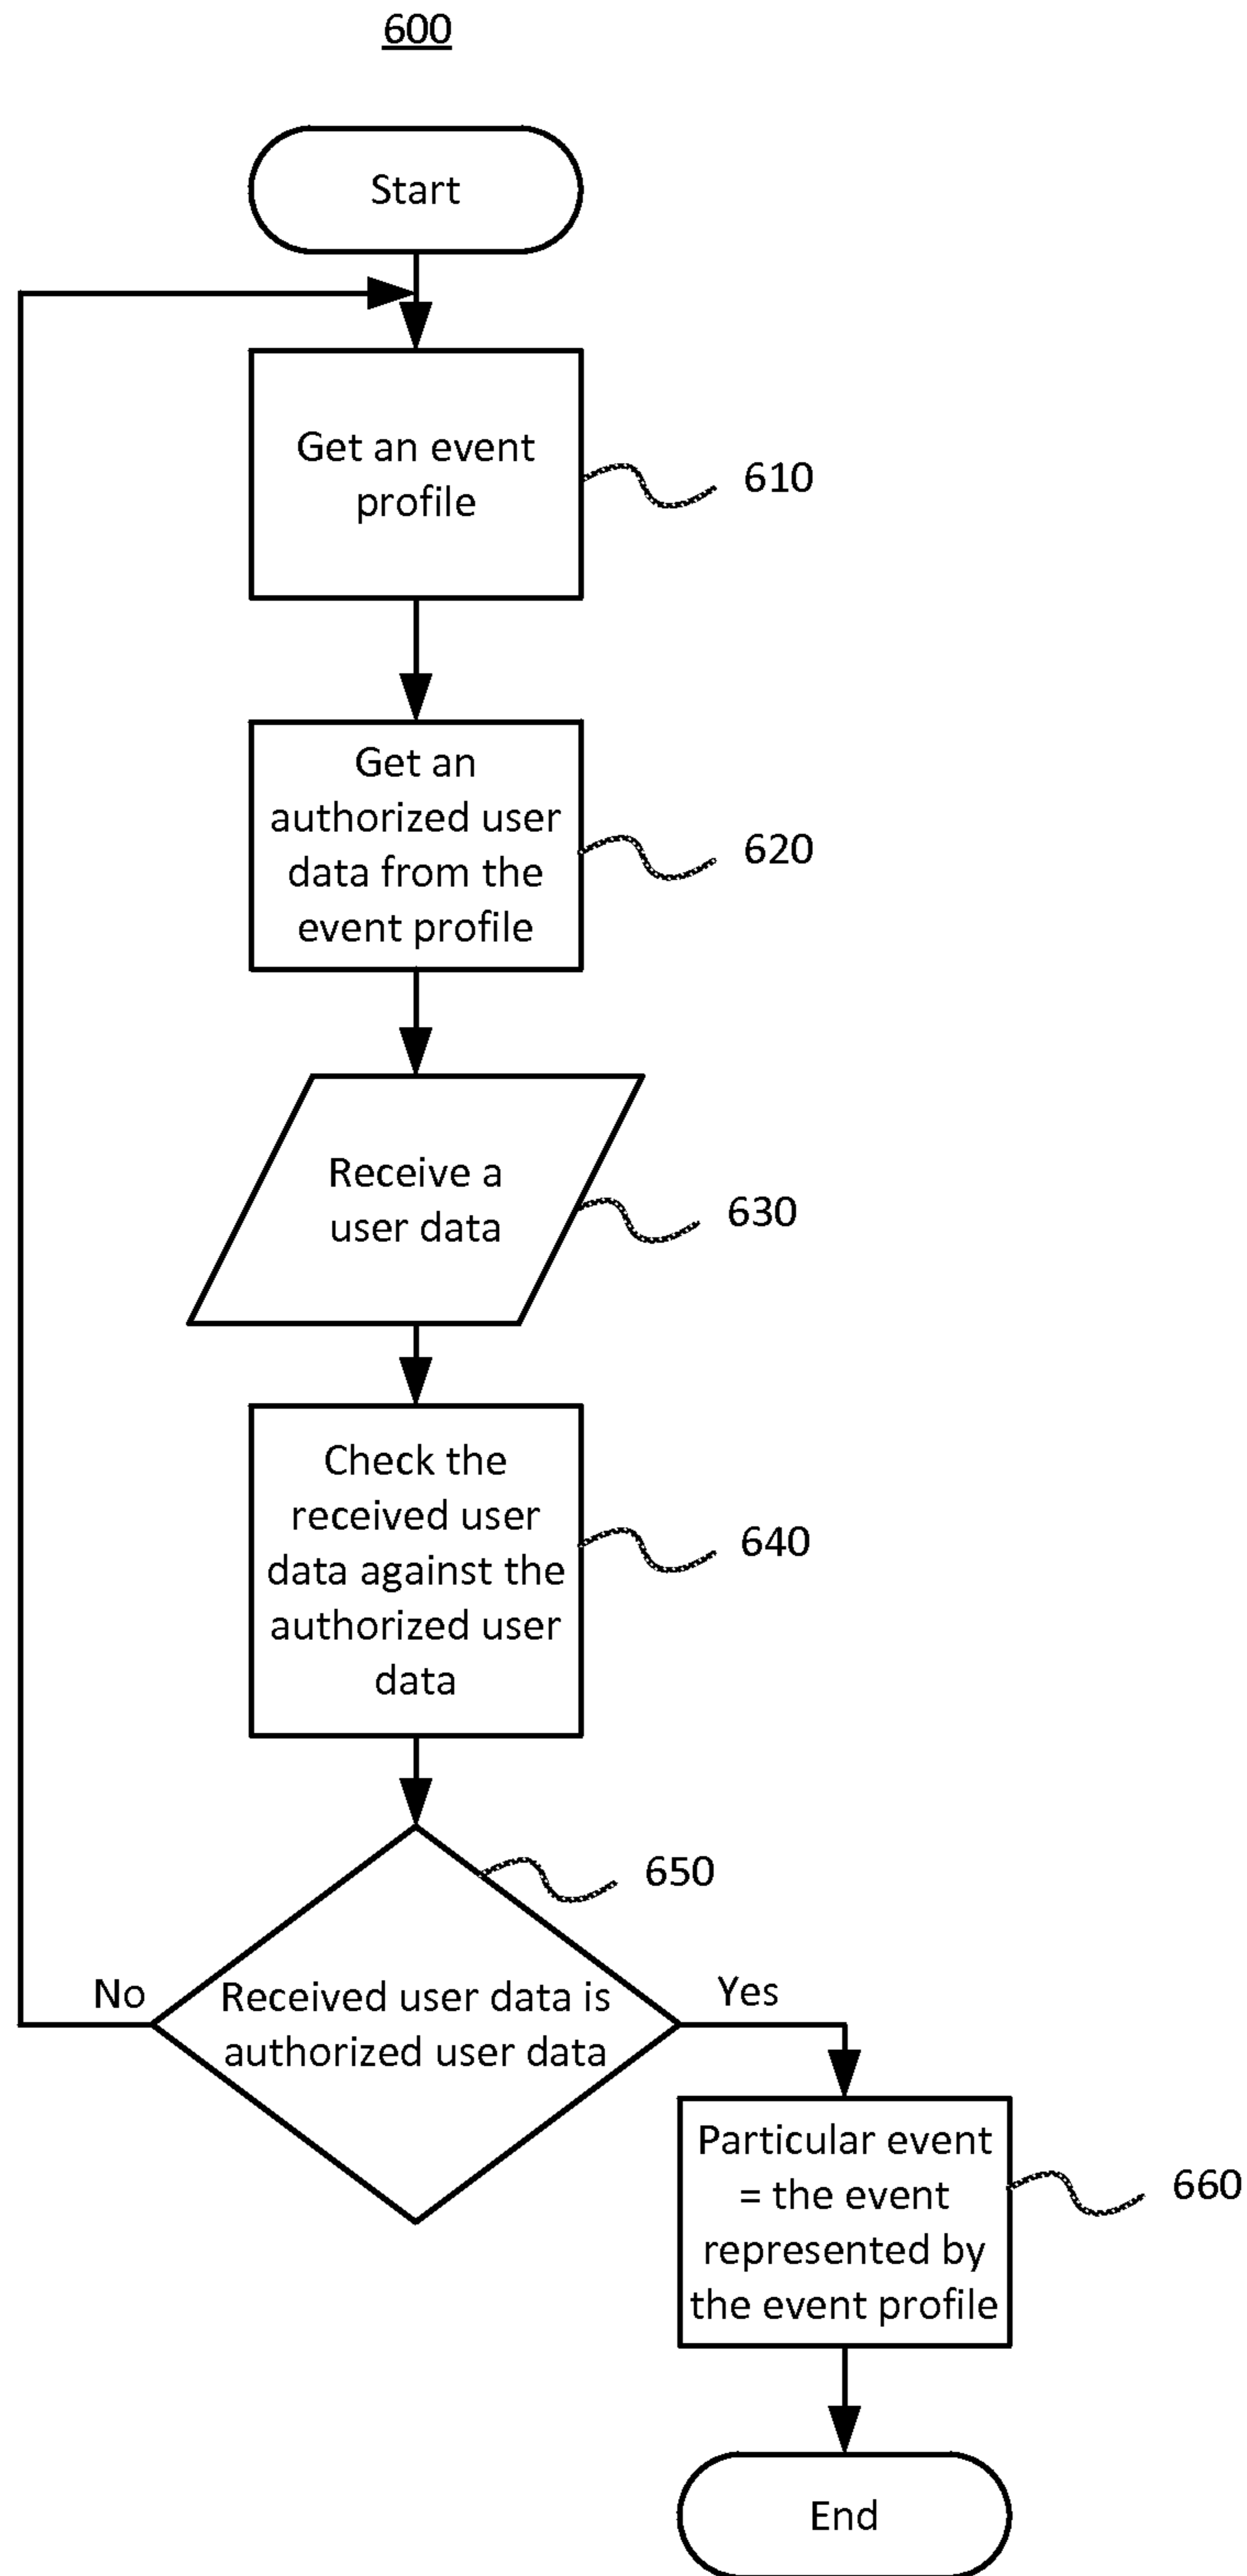 600
Start
Get an event
profile
610
Get an
authorized user
data from the
event profile
620
Receive a
user data
630
Check the
received user
data against the
authorized user
data
640
650
No
Received user data is
authorized user data
Yes
Particular event
= the event
represented by
the event profile
660
End